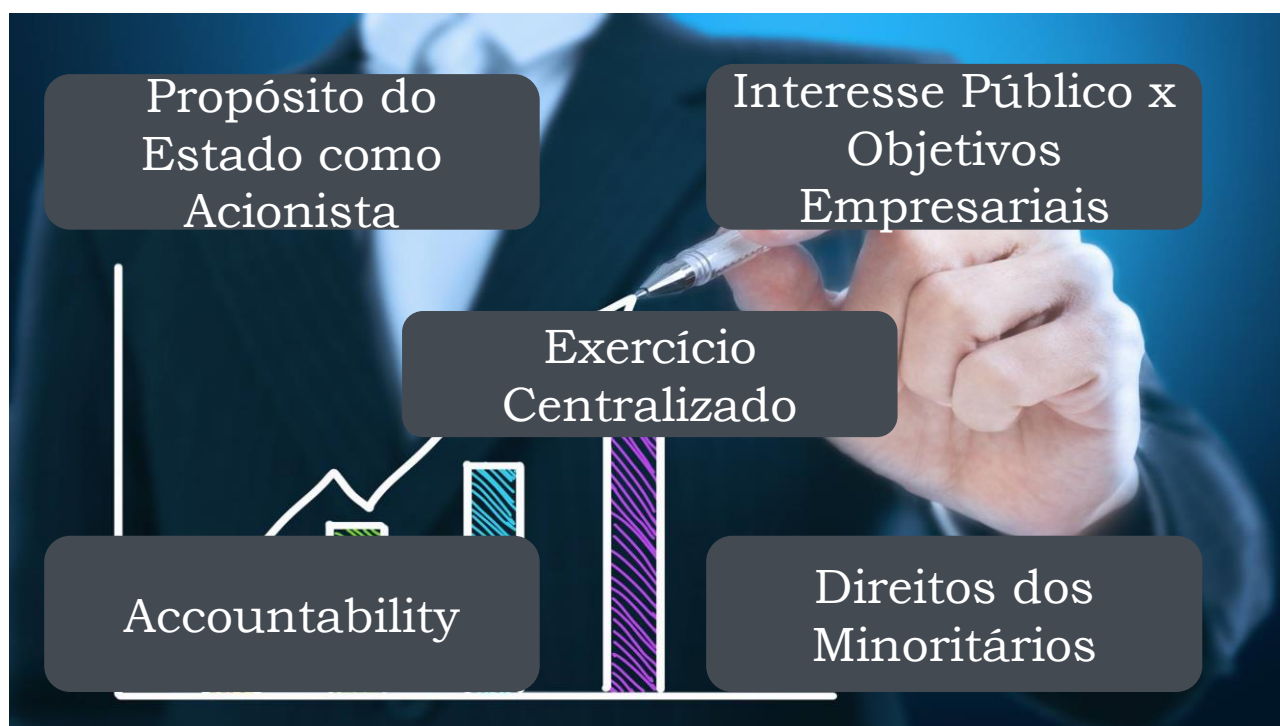 Propósito do
Estado como
Acionista
Interesse Público x
Objetivos
Empresariais
Exercício
Centralizado
Accountability
Direitos dos
Minoritários